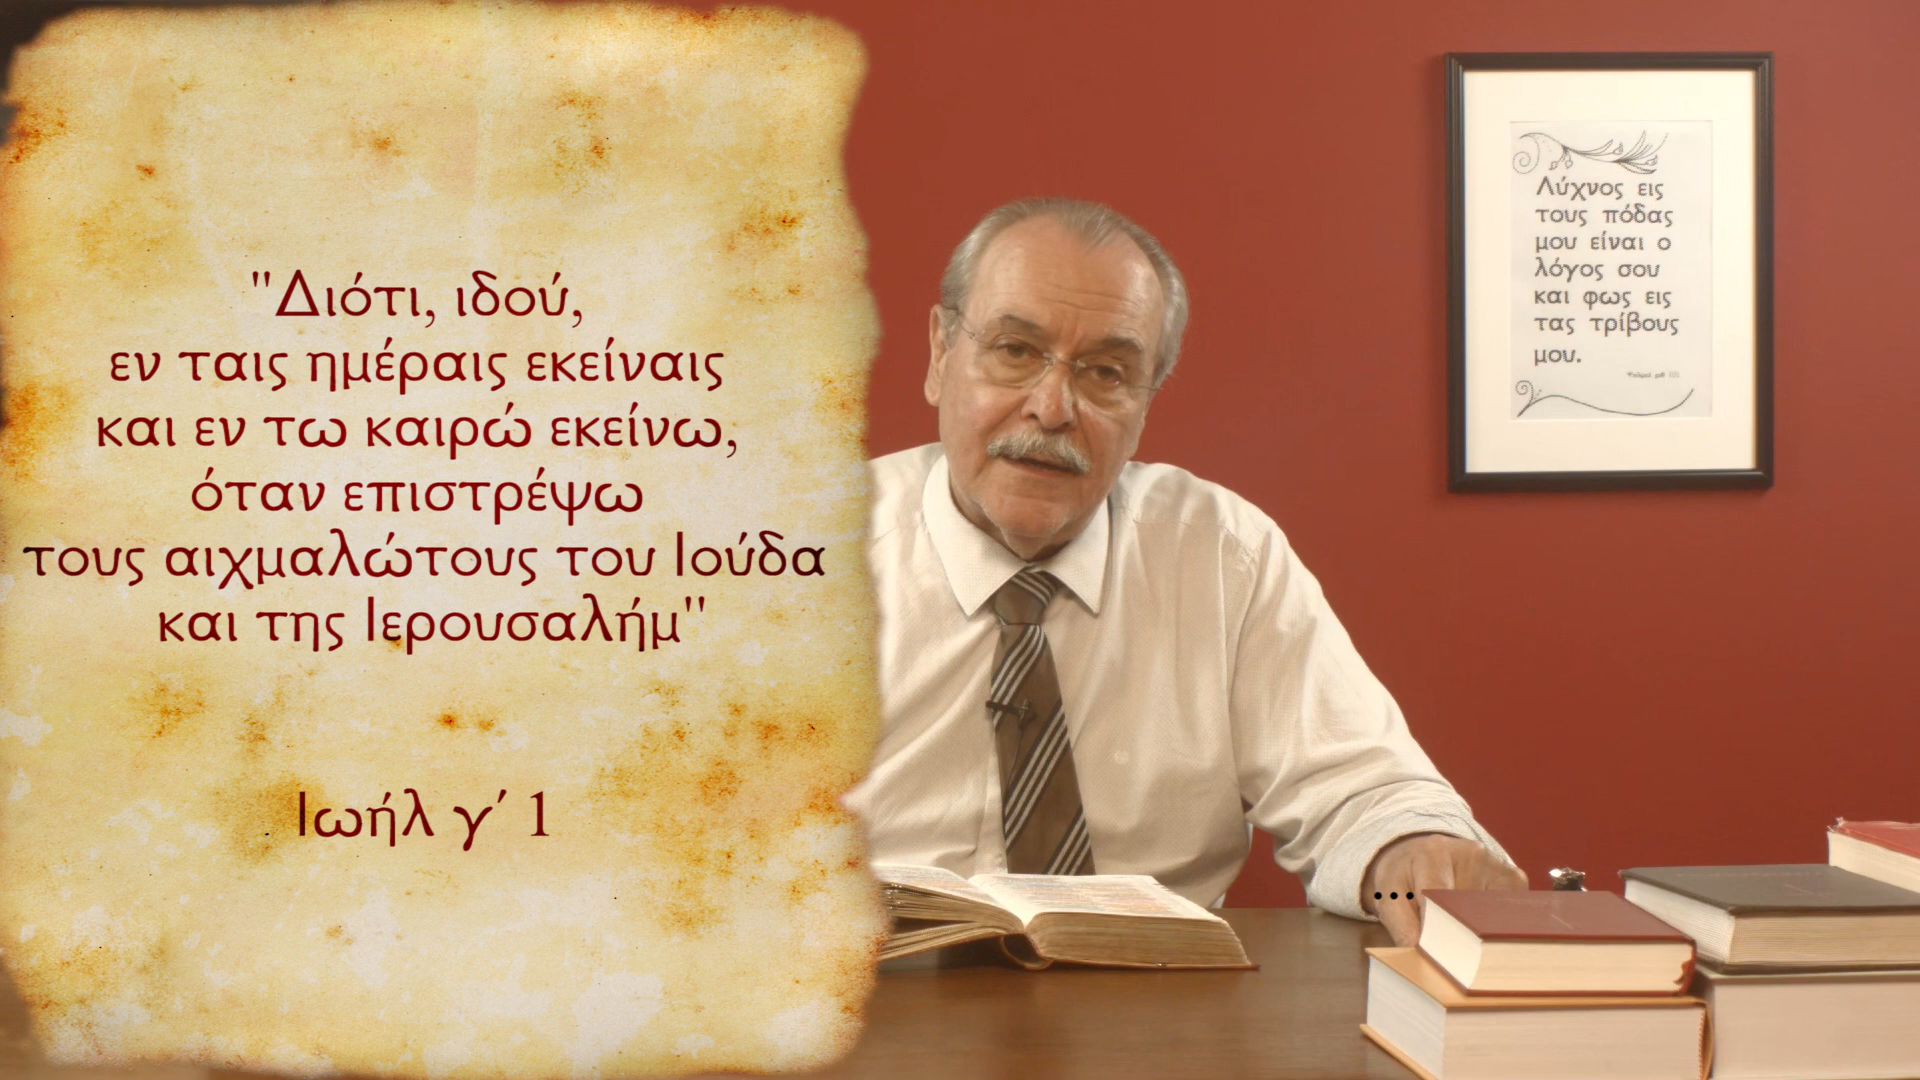 "Διότι, ιδού,
εν ταις ημέραις εκείναις
και εν τω καιρώ εκείνω,
όταν επιστρέψω
τους αιχμαλώτους του Ιούδα
και της Ιερουσαλήμ"
Ιωήλ γ΄ 1
Λύχνος εις
τους πόδας
μου είναι ο
λόγος σου
και φως εις
τας τρίβους
μου.
...